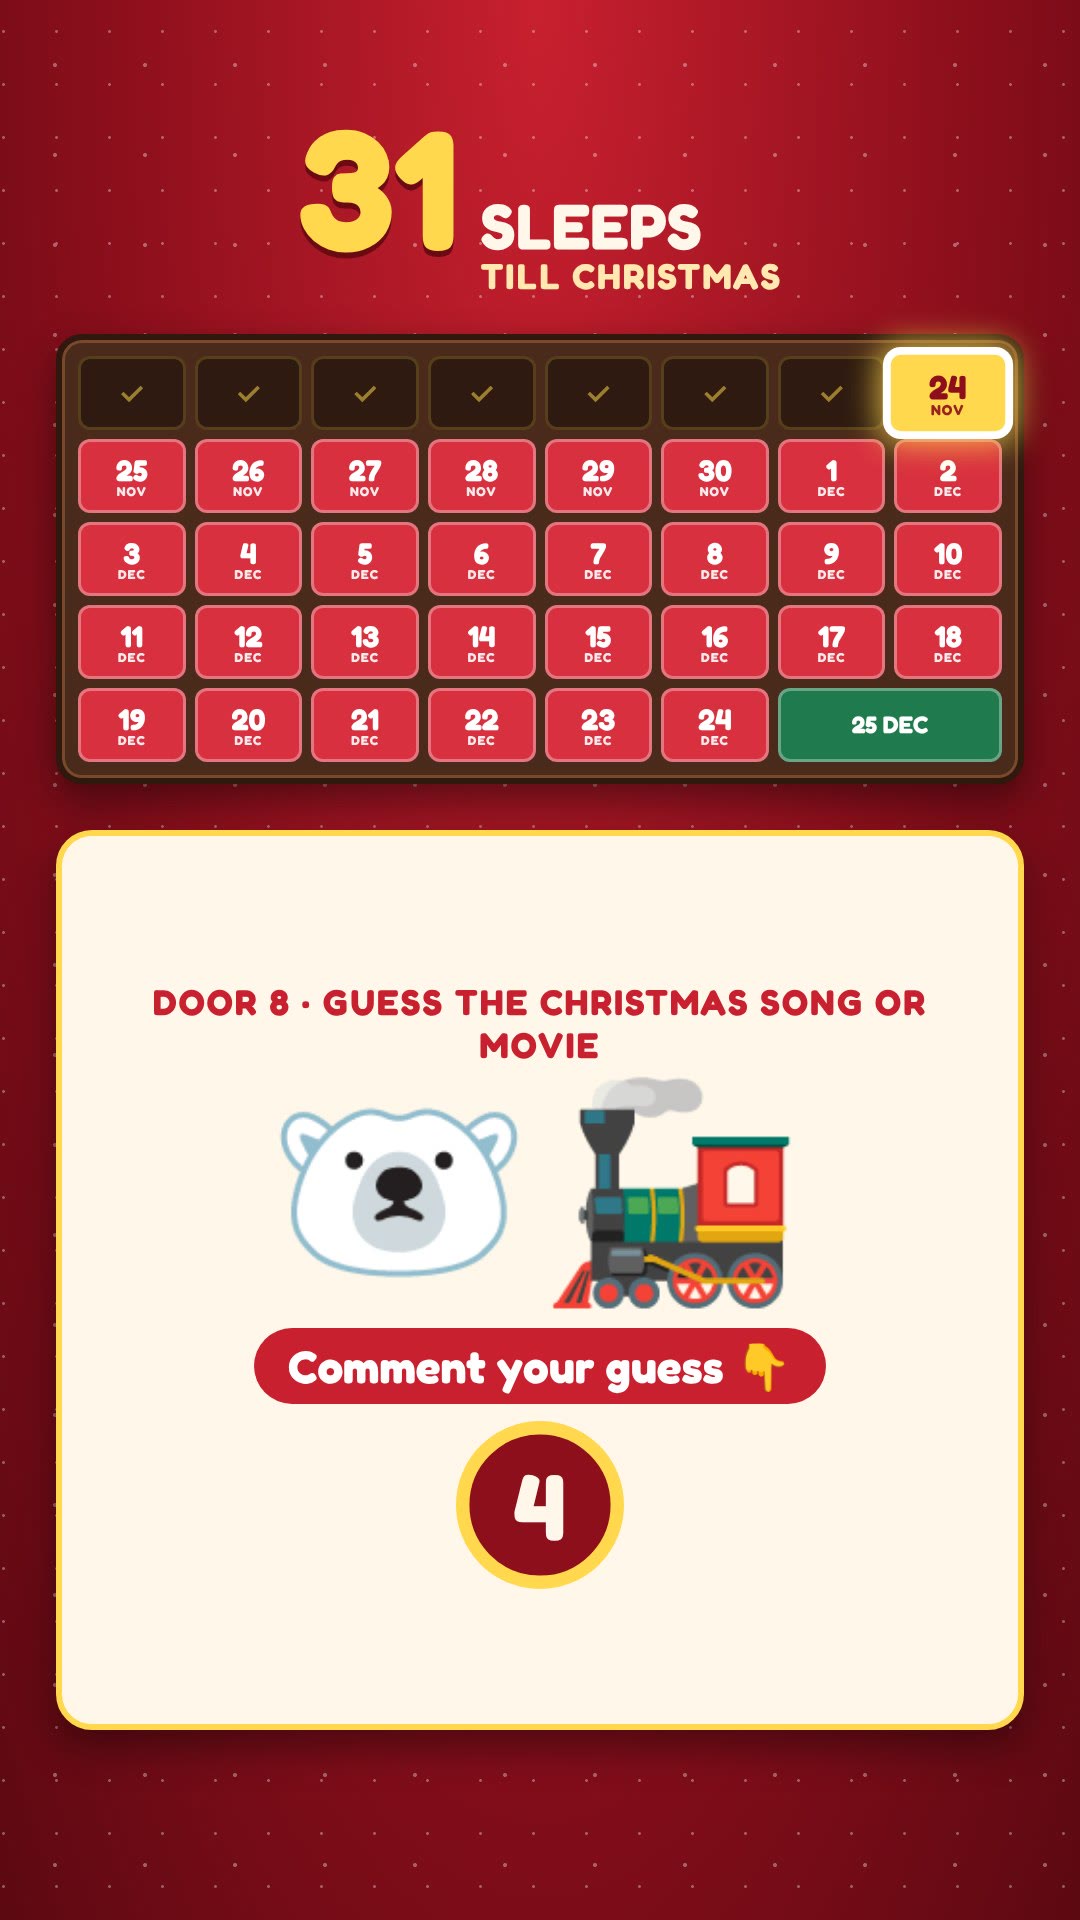 31
SLEEPS
TILL CHRISTMAS
24
NOV
25
NOV
26
NOV
27
NOV
28
NOV
29
NOV
30
NOV
1
DEC
2
DEC
3
DEC
4
DEC
5
DEC
6
DEC
7
DEC
8
DEC
9
DEC
10
DEC
11
DEC
12
DEC
13
DEC
14
DEC
15
DEC
16
DEC
17
DEC
18
DEC
19
DEC
20
DEC
21
DEC
22
DEC
23
DEC
24
DEC
25 DEC
DOOR 8 · GUESS THE CHRISTMAS SONG OR
MOVIE
Comment your guess 👇
4